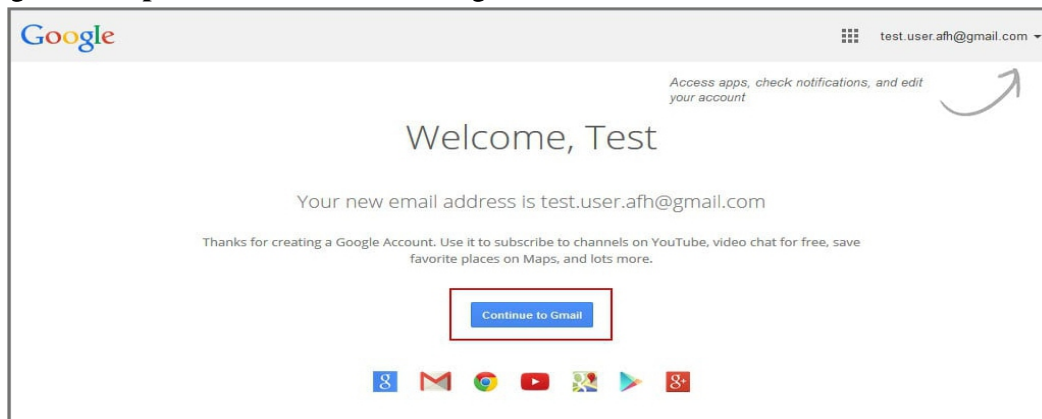 Google
test.user.afh@gmail.com
Access apps, check notifications, and edit
your account
Welcome, Test
Your new email address is test.user.afh@gmail.com
Thanks for creating a Google Account. Use it to subscribe to channels on YouTube, video chat for free, save
favorite places on Maps, and lots more.
Continue to Gmail
8 8+